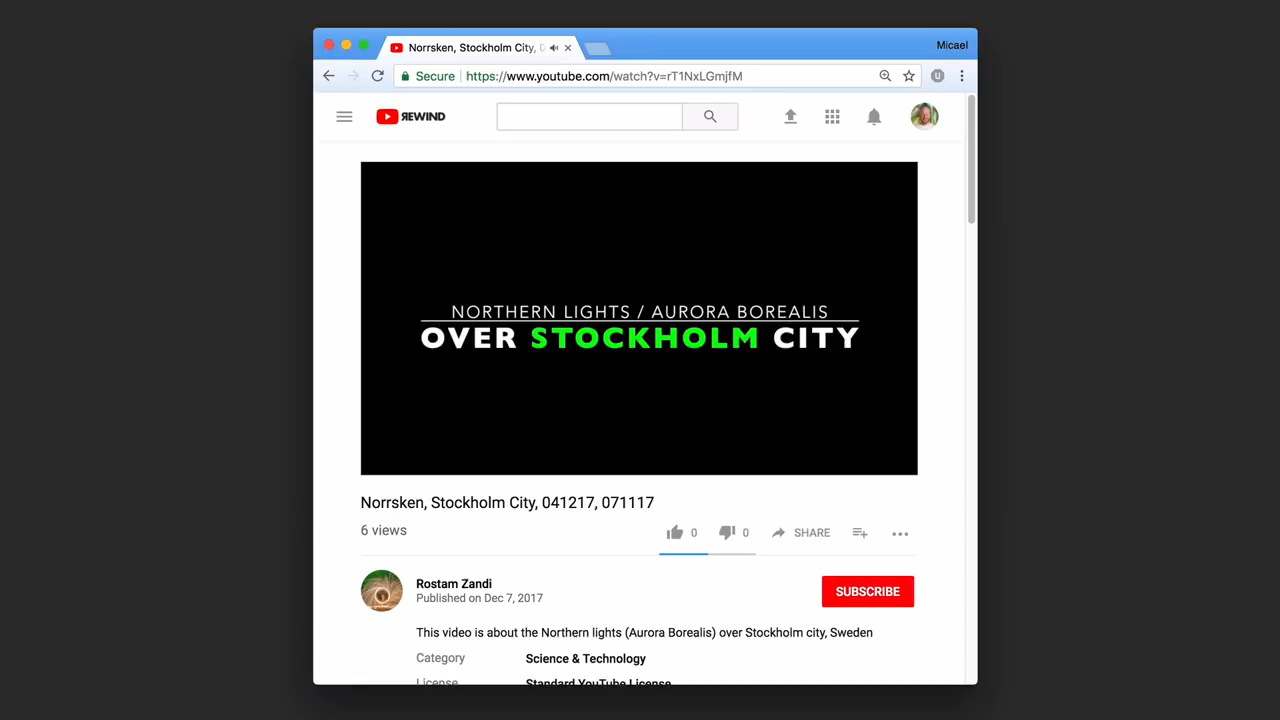 Norrsken, Stockholm City,
Micael
Secure https://www.youtube.com/watch?v=rT1NxLGmjfM
REWIND
NORTHERN LIGHTS / AURORA BOREALIS
OVER STOCKHOLM CITY
Norrsken, Stockholm City, 041217, 071117
6 views
0 0 SHARE
Rostam Zandi
Published on Dec 7, 2017
SUBSCRIBE
This video is about the Northern lights (Aurora Borealis) over Stockholm city, Sweden
Category Science & Technology
License Standard YouTube License